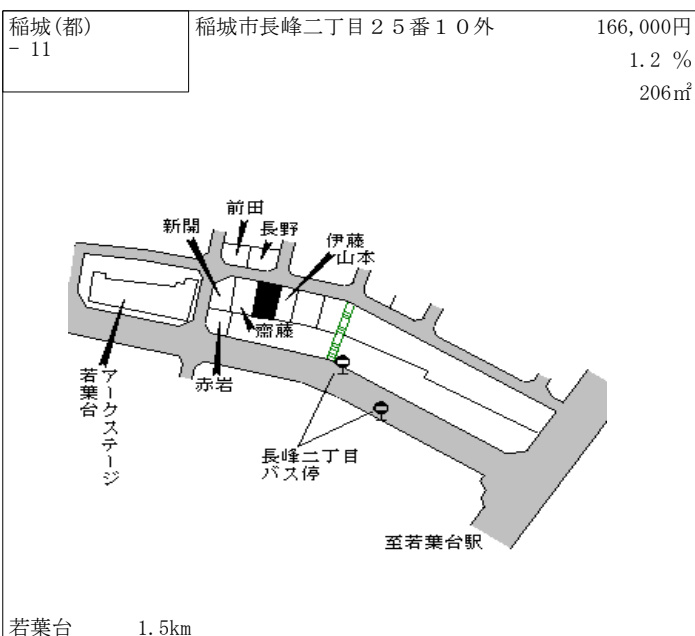 稲城(都)
- 11
稲城市長峰二丁目２５番１０外
166,000円
1.2 %
206㎡
前田
新開
長野
伊藤
山本
齋藤
赤岩
アークステージ
若葉台
長峰二丁目
バス停
至若葉台駅
若葉台 1.5km